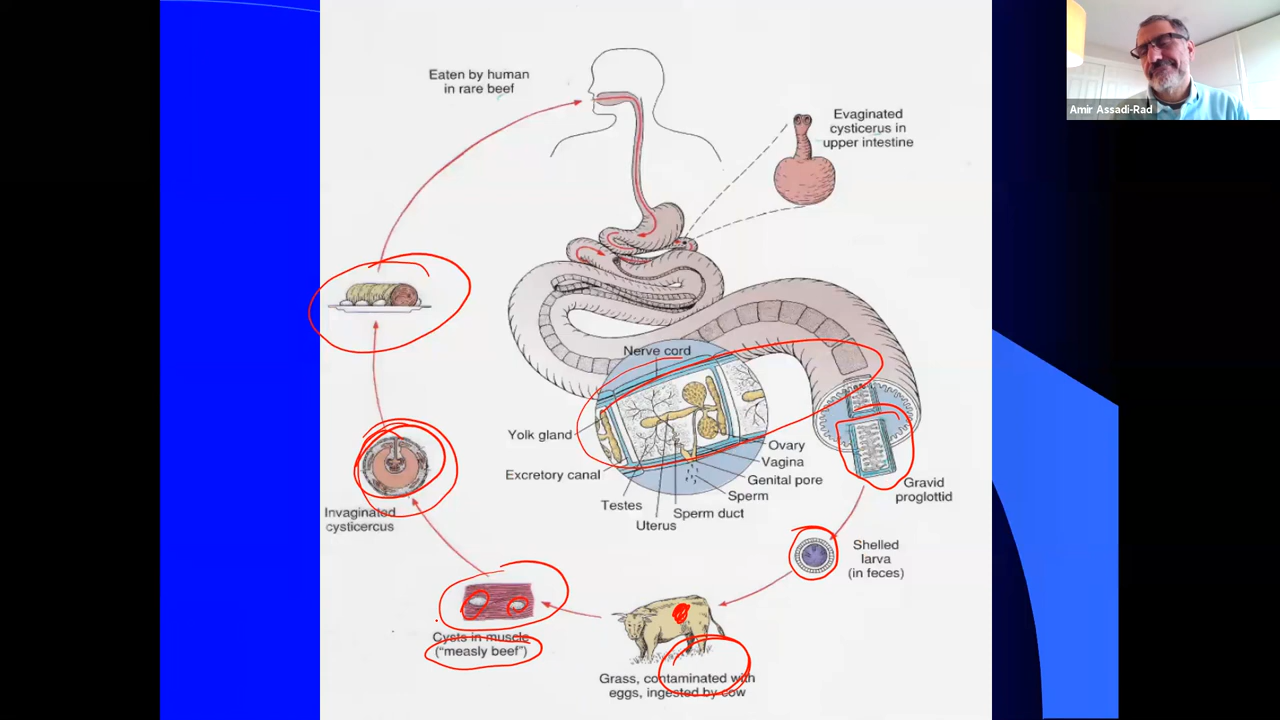 Amir Assadi-Rad
Eaten by human
in rare beef
Evaginated
cysticerus in
upper intestine
Nerve cord
Yolk gland
Excretory canal
Testes
Uterus
Sperm duct
Sperm
Genital pore
Vagina
Ovary
Gravid
proglottid
Shelled
larva
(in feces)
Invaginated
cysticercus
Cysts in muscle
("measly beef")
Grass, contaminated with
eggs, ingested by cow